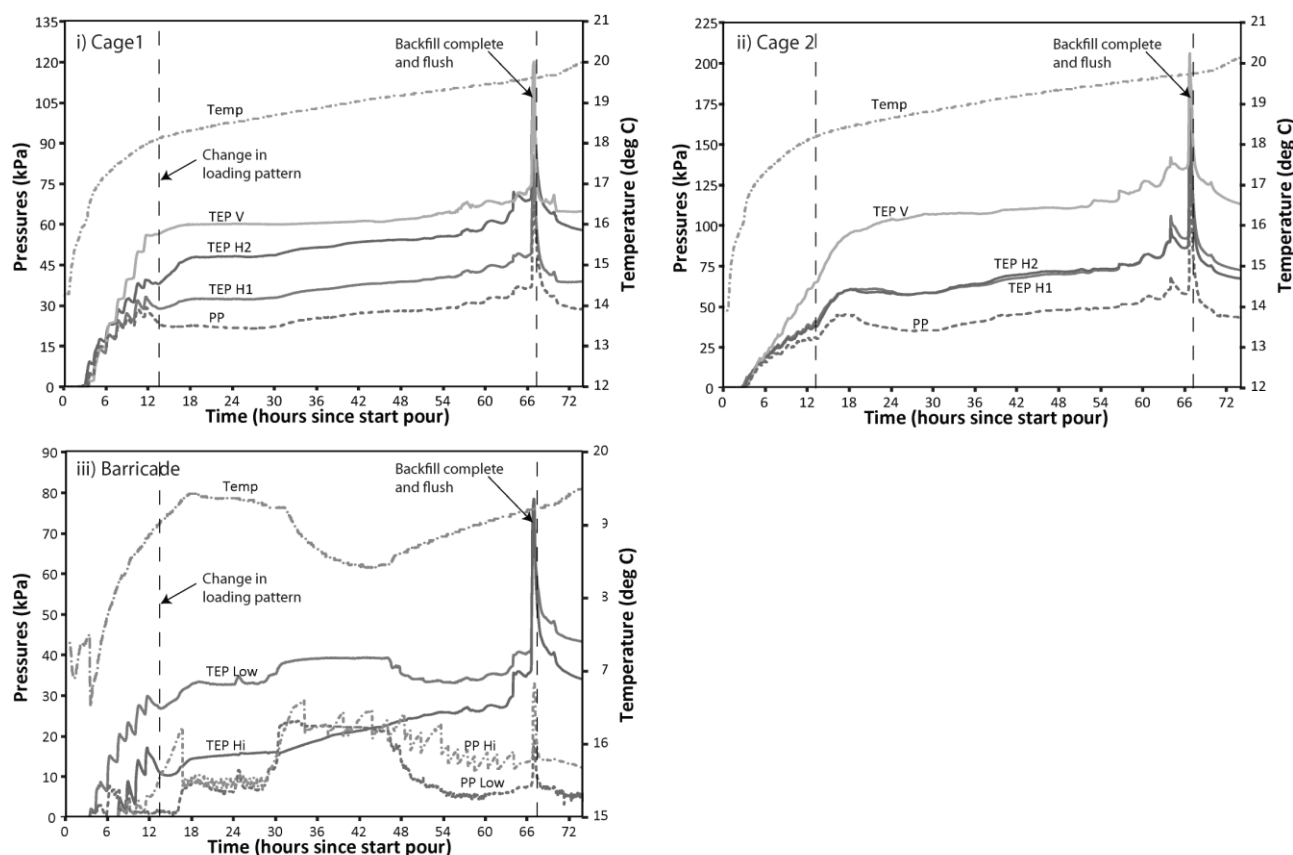 i) Cage1
Pressures (kPa)
135
120
105
90
75
60
45
30
15
0
21
20
19
18
17
16
15
14
13
12
Temperature (deg C)
0 6 12 18 24 30 36 42 48 54 60 66 72
Time (hours since start pour)
Temp
Backfill complete
and flush
Change in
loading pattern
TEP V
TEP H2
TEP H1
PP
ii) Cage 2
Pressures (kPa)
225
200
175
150
125
100
75
50
25
0
21
20
19
18
17
16
15
14
13
12
Temperature (deg C)
0 6 12 18 24 30 36 42 48 54 60 66 72
Time (hours since start pour)
Temp
Backfill complete
and flush
TEP V
TEP H2
TEP H1
PP
iii) Barricade
Pressures (kPa)
90
80
70
60
50
40
30
20
10
0
20
9
8
7
16
15
Temperature (deg C)
0 6 12 18 24 30 36 42 48 54 60 66 72
Time (hours since start pour)
Temp
Backfill complete
and flush
Change in
loading pattern
TEP Low
TEP Hi
PP Hi
PP Low